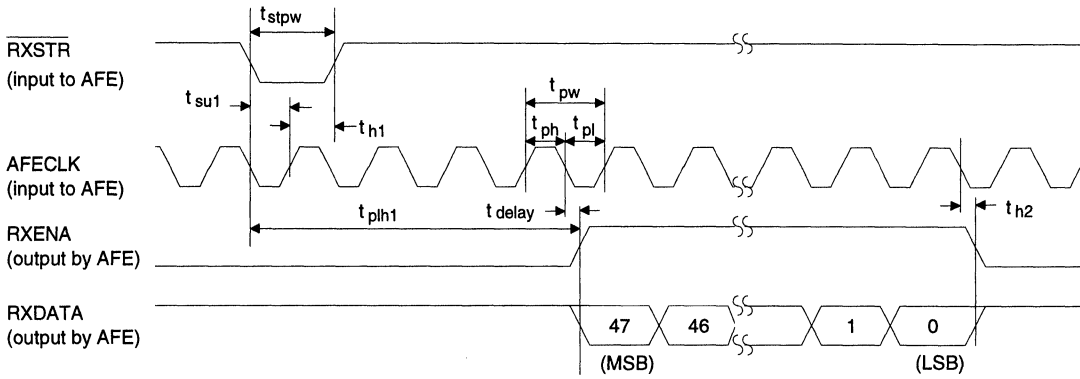 t stpw
RXSTR
(input to AFE)
t su1
t h1
t pw
t ph
t pl
AFECLK
(input to AFE)
t plh1
t delay
t h2
RXENA
(output by AFE)
RXDATA
(output by AFE)
47
46
1
0
(MSB)
(LSB)